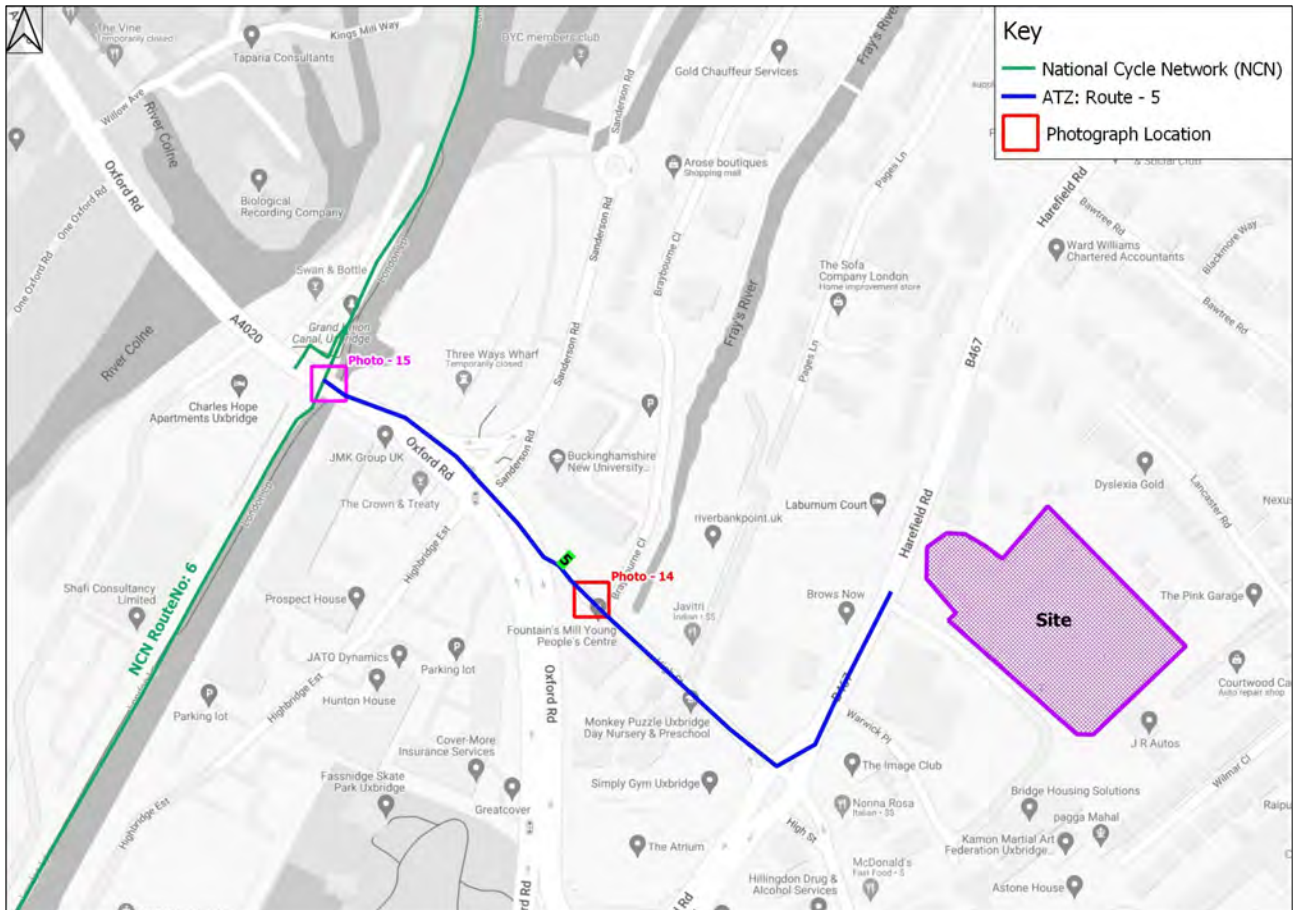 Key
National Cycle Network (NCN)
ATZ: Route - 5
Photograph Location
The Vine
Temporarily closed
Kings Mill Way
Taparia Consultants
DYC members club
Gold Chauffeur Services
Fray's River
Sanderson Rd
Willow Ave
River Colne
Oxford Rd
Arose boutiques
Shopping mall
Pages Ln
Harefield Rd
& Social Club
Bawtree Rd
Ward Williams
Chartered Accountants
Blackmore Way
Biological
Recording Company
One Oxford Rd
One Oxford Rd
Sanderson Rd
Braybourne Cl
The Sofa
Company London
Home improvement store
Bawtree Rd
Swan & Bottle
A4020
Grand Union
Canal, Uxbridge
River Colne
Photo - 15
Three Ways Wharf
Temporarily closed
Sanderson Rd
Fray's River
Pages Ln
B467
Charles Hope
Apartments Uxbridge
JMK Group UK
Oxford Rd
Sanderson Rd
Buckinghamshire
New University...
The Crown & Treaty
Laburnum Court
Harefield Rd
Dyslexia Gold
Lancaster Rd
Nexus
riverbankpoint.uk
Highbridge Est
5
Photo - 14
Braybourne Cl
Shafi Consultancy
Limited
NCN RouteNo: 6
Prospect House
Fountain's Mill Young
People's Centre
Javitri
Indian · $$
Brows Now
Site
The Pink Garage
JATO Dynamics
Parking lot
Oxford Rd
Hunton House
Highbridge Est
Parking lot
B467
Courtwood Ca
Auto repair shop
Monkey Puzzle Uxbridge
Day Nursery & Preschool
Warwick Pl
J R Autos
Cover-More
Insurance Services
Simply Gym Uxbridge
The Image Club
Wilmar Cl
Fassnidge Skate
Park Uxbridge
Greatcover
Highbridge Est
Nonna Rosa
Italian · $$
Bridge Housing Solutions
pagga Mahal
The Atrium
High St
Kamon Martial Art
Federation Uxbridge...
McDonald's
Fast Food · $
Hillingdon Drug &
Alcohol Services
Astone House